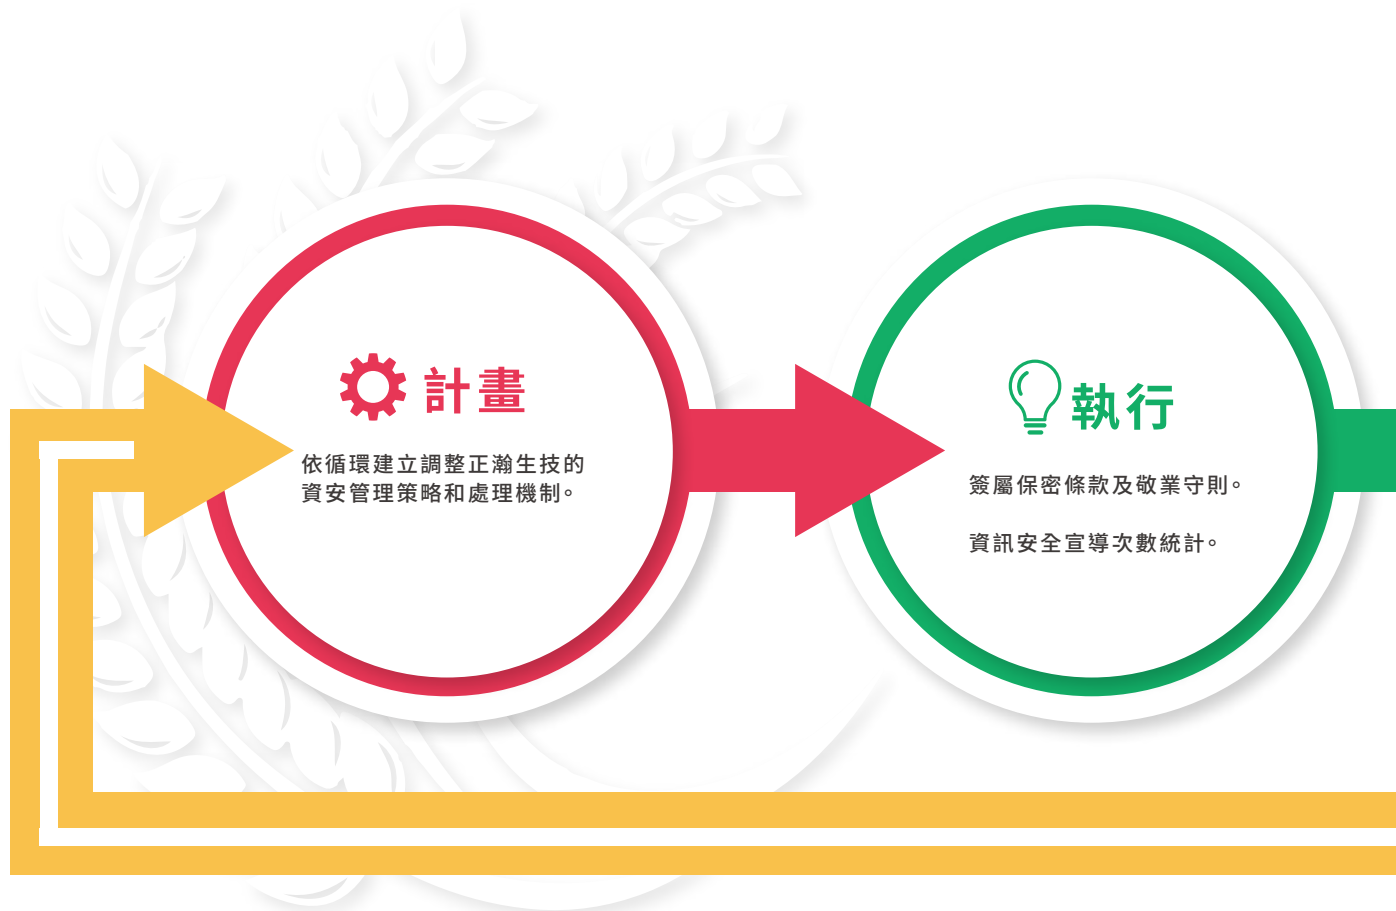 計畫
依循環建立調整正瀚生技的
資安管理策略和處理機制。
執行
簽屬保密條款及敬業守則。
資訊安全宣導次數統計。